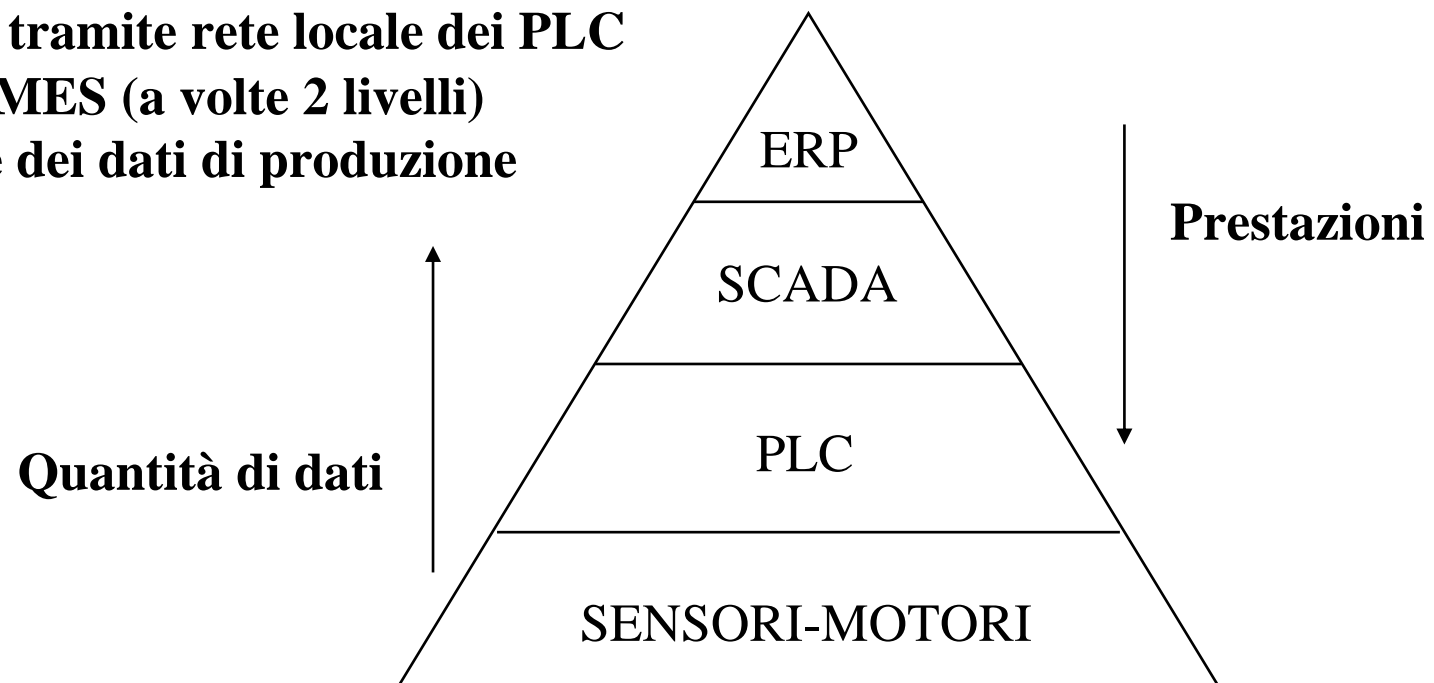 tramite rete locale dei PLC
MES (a volte 2 livelli)
dei dati di produzione
ERP
Prestazioni
SCADA
PLC
Quantità di dati
SENSORI-MOTORI